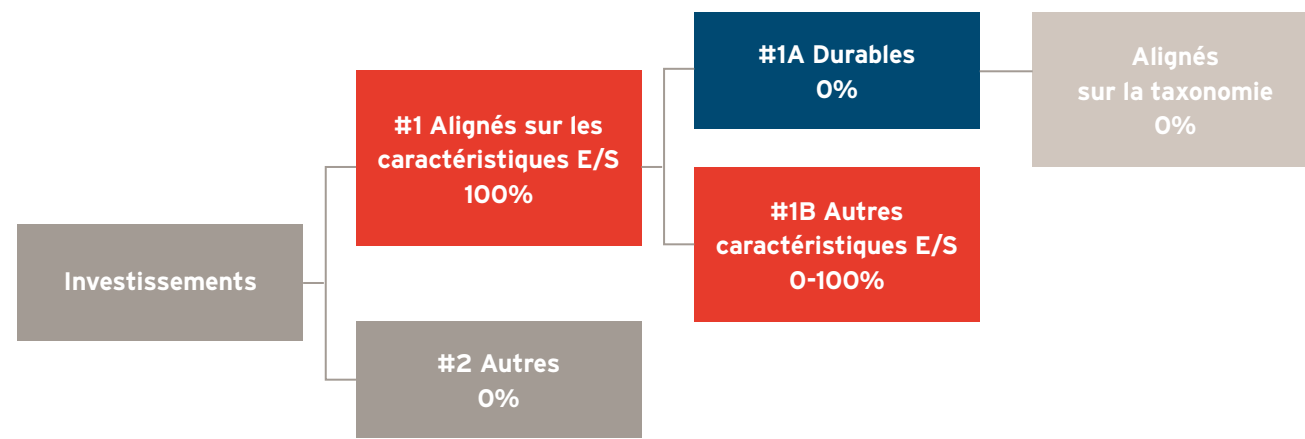 Investissements
#1 Alignés sur les
caractéristiques E/S
100%
#2 Autres
0%
#1A Durables
0%
#1B Autres
caractéristiques E/S
0-100%
Alignés
sur la taxonomie
0%